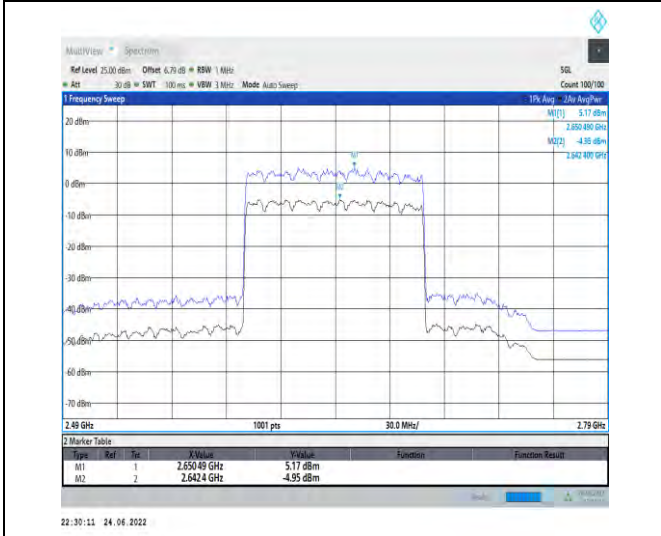 MultiView Spectrum
Ref Level 25.00 dBm Offset 6.79 dB RBW 1 MHz SGL
Att 30 dB SWT 100 ms VBW 3 MHz Mode Auto Sweep Count 100/100
1 Frequency Sweep 1Pk Avg 2Av AvgPwr
M1[1] 5.17 dBm
2.650 490 GHz
M2[2] -4.95 dBm
2.642 400 GHz
20 dBm
10 dBm
M1
0 dBm
M2
-10 dBm
-20 dBm
-30 dBm
-40 dBm
-50 dBm
-60 dBm
-70 dBm
2.49 GHz 1001 pts 30.0 MHz/ 2.79 GHz
2 Marker Table
Type Ref Trc X-Value Y-Value Function Function Result
M1 1 2.65049 GHz 5.17 dBm
M2 2 2.6424 GHz -4.95 dBm
22:30:11 24.06.2022